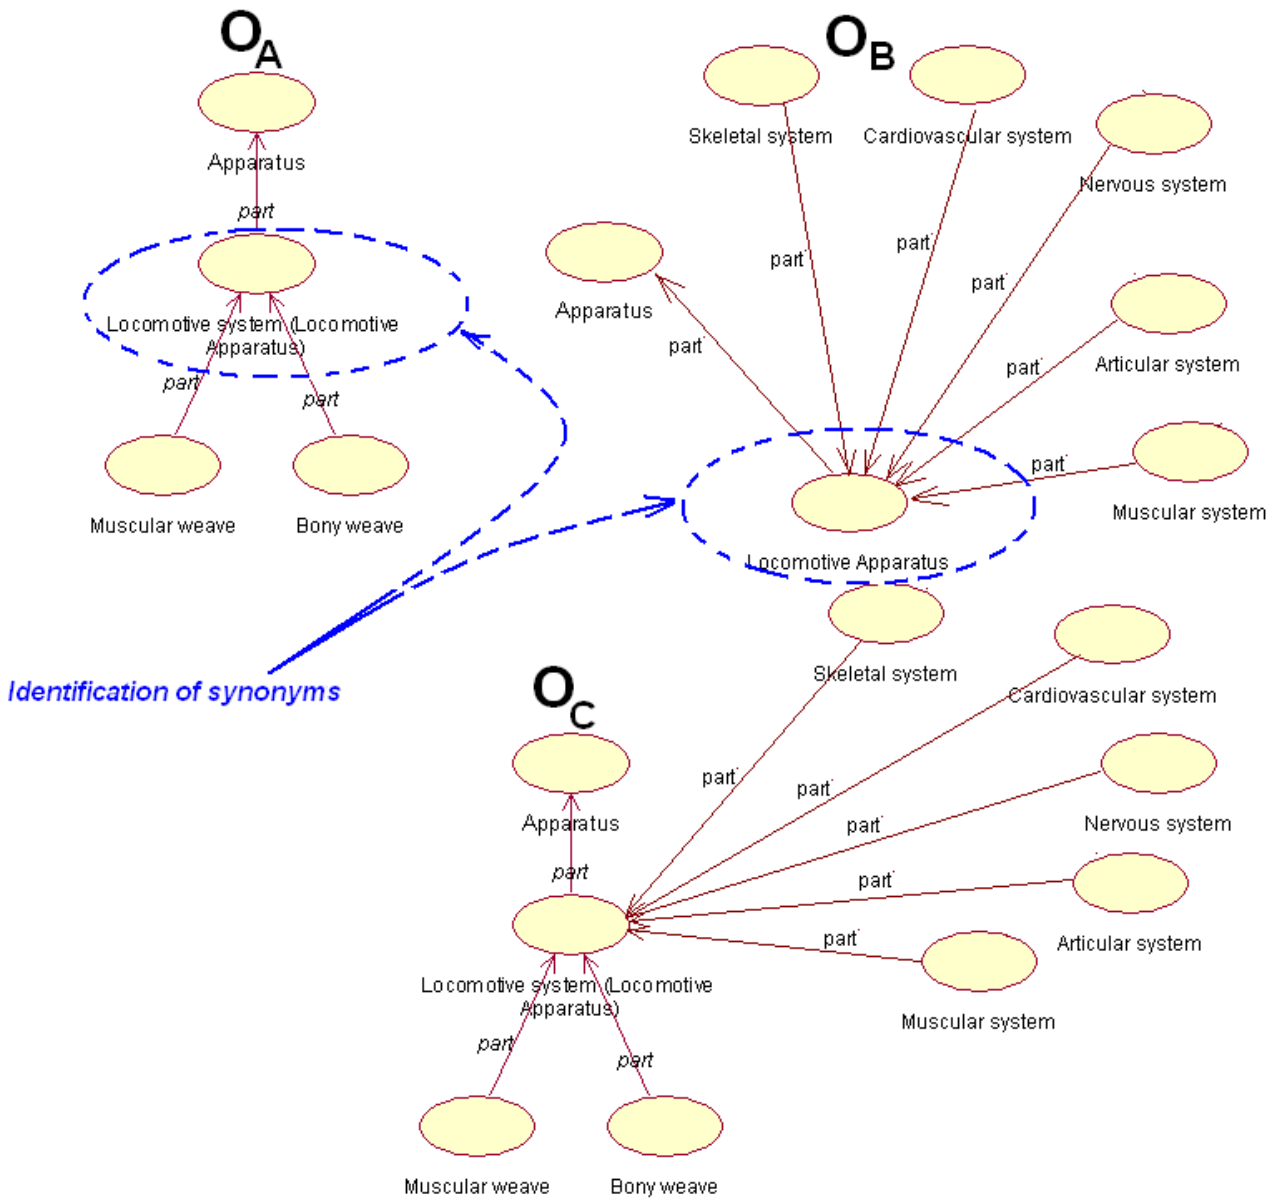 OA
Apparatus
part
Locomotive system (Locomotive
Apparatus)
part
part
Muscular weave
Bony weave
OB
Skeletal system
Cardiovascular system
Nervous system
Apparatus
part
part
part
part
part
Articular system
part
Muscular system
Locomotive Apparatus
Identification of synonyms
OC
Skeletal system
Cardiovascular system
Nervous system
Apparatus
part
part
part
part
part
part
Articular system
Muscular system
Locomotive system (Locomotive
Apparatus)
part
part
Muscular weave
Bony weave